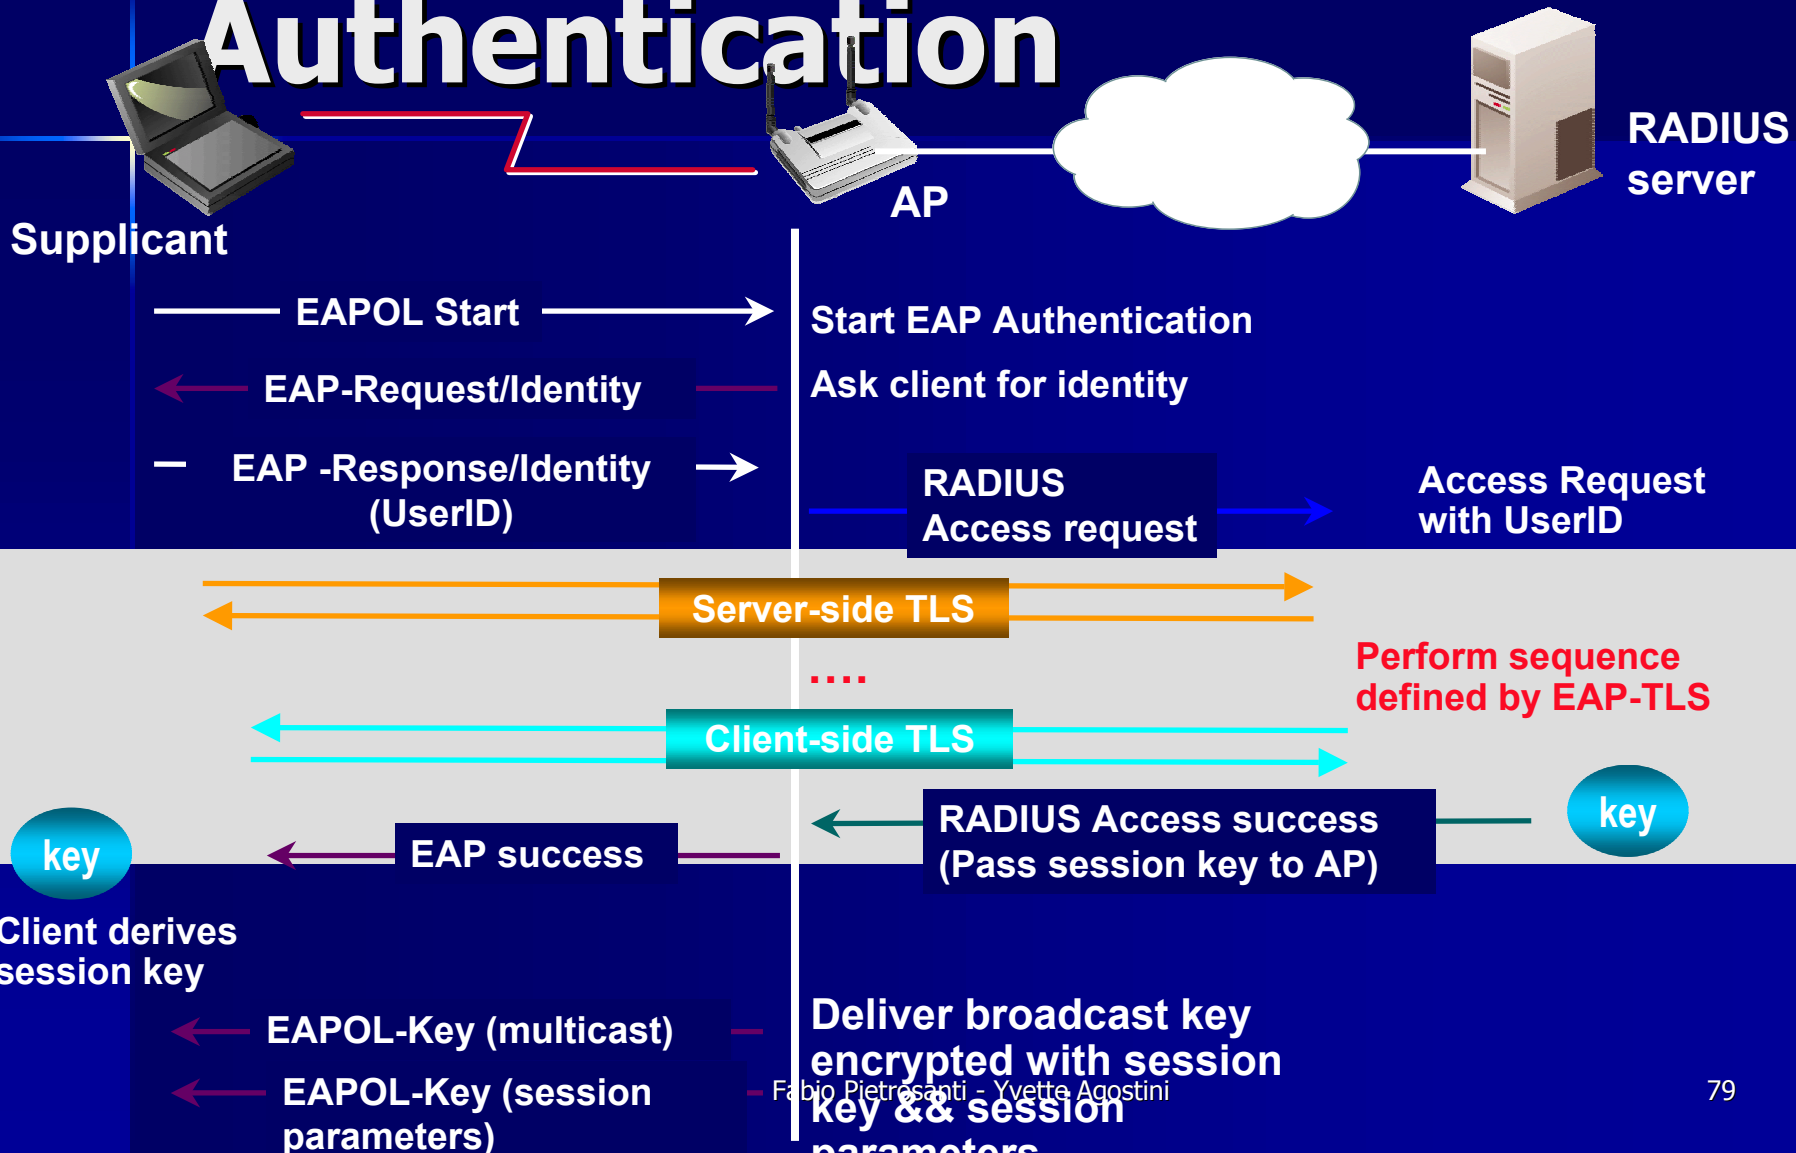 Authentication
RADIUS
server
AP
Supplicant
EAPOL Start
Start EAP Authentication
EAP-Request/Identity
Ask client for identity
EAP -Response/Identity
(UserID)
RADIUS
Access request
Access Request
with UserID
Server-side TLS
....
Perform sequence
defined by EAP-TLS
Client-side TLS
key
RADIUS Access success
(Pass session key to AP)
EAP success
key
Client derives
session key
EAPOL-Key (multicast)
Deliver broadcast key
encrypted with session
key && session
parameters
EAPOL-Key (session
parameters)
Fabio Pietrosanti - Yvette Agostini
79